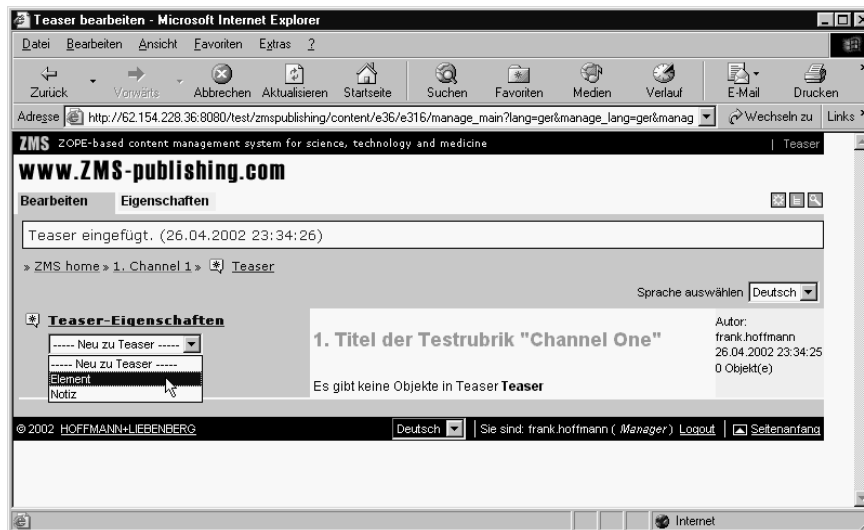 Teaser bearbeiten - Microsoft Internet Explorer
Datei Bearbeiten Ansicht Favoriten Extras ?
Zurück Vorwärts Abbrechen Aktualisieren Startseite Suchen Favoriten Medien Verlauf E-Mail Drucken
Adresse http://62.154.228.36:8080/test/zmspublishing/content/e36/e316/manage_main?lang=ger&manage_lang=ger&manag Wechseln zu Links
ZMS ZOPE-based content management system for science, technology and medicine | Teaser
www.ZMS-publishing.com
Bearbeiten Eigenschaften
Teaser eingefügt. (26.04.2002 23:34:26)
» ZMS home » 1. Channel 1 » Teaser
Sprache auswählen Deutsch
Teaser-Eigenschaften
----- Neu zu Teaser -----
----- Neu zu Teaser -----
Element
Notiz
1. Titel der Testrubrik "Channel One"
Es gibt keine Objekte in Teaser Teaser
Autor:
frank.hoffmann
26.04.2002 23:34:25
0 Objekt(e)
© 2002 HOFFMANN+LIEBENBERG Deutsch | Sie sind: frank.hoffmann ( Manager ) Logout | Seitenanfang
Internet